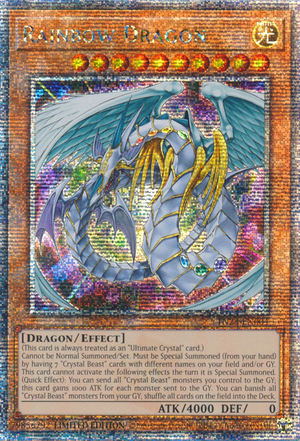 RAINBOW DRAGON
光
[DRAGON/EFFECT]
(This card is always treated as an "Ultimate Crystal" card.)
Cannot be Normal Summoned/Set. Must be Special Summoned (from your hand)
by having 7 "Crystal Beast" cards with different names on your field and/or GY.
This card cannot activate the following effects the turn it is Special Summoned.
(Quick Effect): You can send all "Crystal Beast" monsters you control to the GY;
this card gains 1000 ATK for each monster sent to the GY. You can banish all
"Crystal Beast" monsters from your GY; shuffle all cards on the field into the Deck.
ATK/4000 DEF/ 0
LIMITED EDITION